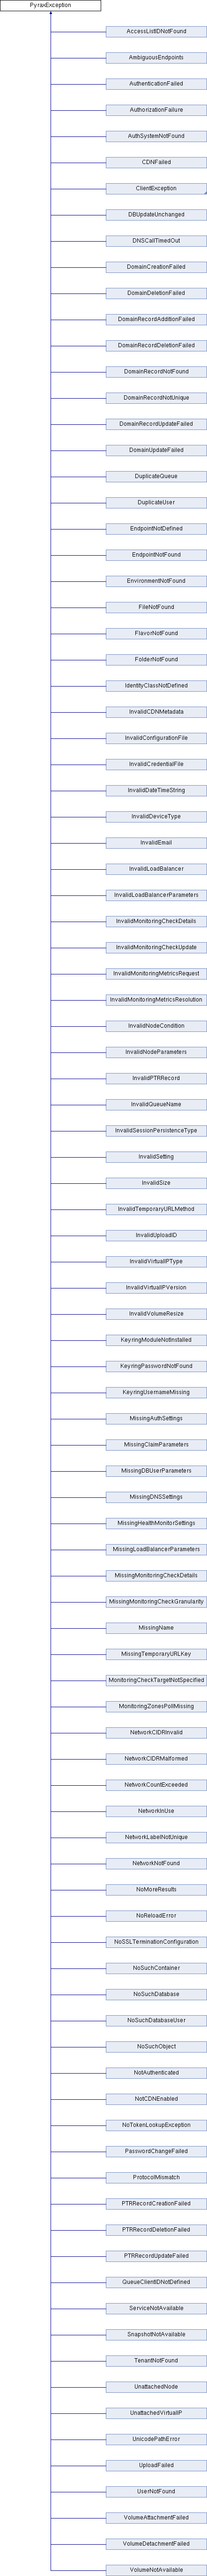 PyraxException
AccessListIDNotFound
AmbiguousEndpoints
AuthenticationFailed
AuthorizationFailure
AuthSystemNotFound
CDNFailed
ClientException
DBUpdateUnchanged
DNSCallTimedOut
DomainCreationFailed
DomainDeletionFailed
DomainRecordAdditionFailed
DomainRecordDeletionFailed
DomainRecordNotFound
DomainRecordNotUnique
DomainRecordUpdateFailed
DomainUpdateFailed
DuplicateQueue
DuplicateUser
EndpointNotDefined
EndpointNotFound
EnvironmentNotFound
FileNotFound
FlavorNotFound
FolderNotFound
IdentityClassNotDefined
InvalidCDNMetadata
InvalidConfigurationFile
InvalidCredentialFile
InvalidDateTimeString
InvalidDeviceType
InvalidEmail
InvalidLoadBalancer
InvalidLoadBalancerParameters
InvalidMonitoringCheckDetails
InvalidMonitoringCheckUpdate
InvalidMonitoringMetricsRequest
InvalidMonitoringMetricsResolution
InvalidNodeCondition
InvalidNodeParameters
InvalidPTRRecord
InvalidQueueName
InvalidSessionPersistenceType
InvalidSetting
InvalidSize
InvalidTemporaryURLMethod
InvalidUploadID
InvalidVirtualIPType
InvalidVirtualIPVersion
InvalidVolumeResize
KeyringModuleNotInstalled
KeyringPasswordNotFound
KeyringUsernameMissing
MissingAuthSettings
MissingClaimParameters
MissingDBUserParameters
MissingDNSSettings
MissingHealthMonitorSettings
MissingLoadBalancerParameters
MissingMonitoringCheckDetails
MissingMonitoringCheckGranularity
MissingName
MissingTemporaryURLKey
MonitoringCheckTargetNotSpecified
MonitoringZonesPollMissing
NetworkCIDRInvalid
NetworkCIDRMalformed
NetworkCountExceeded
NetworkInUse
NetworkLabelNotUnique
NetworkNotFound
NoMoreResults
NoReloadError
NoSSLTerminationConfiguration
NoSuchContainer
NoSuchDatabase
NoSuchDatabaseUser
NoSuchObject
NotAuthenticated
NotCDNEnabled
NoTokenLookupException
PasswordChangeFailed
ProtocolMismatch
PTRRecordCreationFailed
PTRRecordDeletionFailed
PTRRecordUpdateFailed
QueueClientIDNotDefined
ServiceNotAvailable
SnapshotNotAvailable
TenantNotFound
UnattachedNode
UnattachedVirtualIP
UnicodePathError
UploadFailed
UserNotFound
VolumeAttachmentFailed
VolumeDetachmentFailed
VolumeNotAvailable